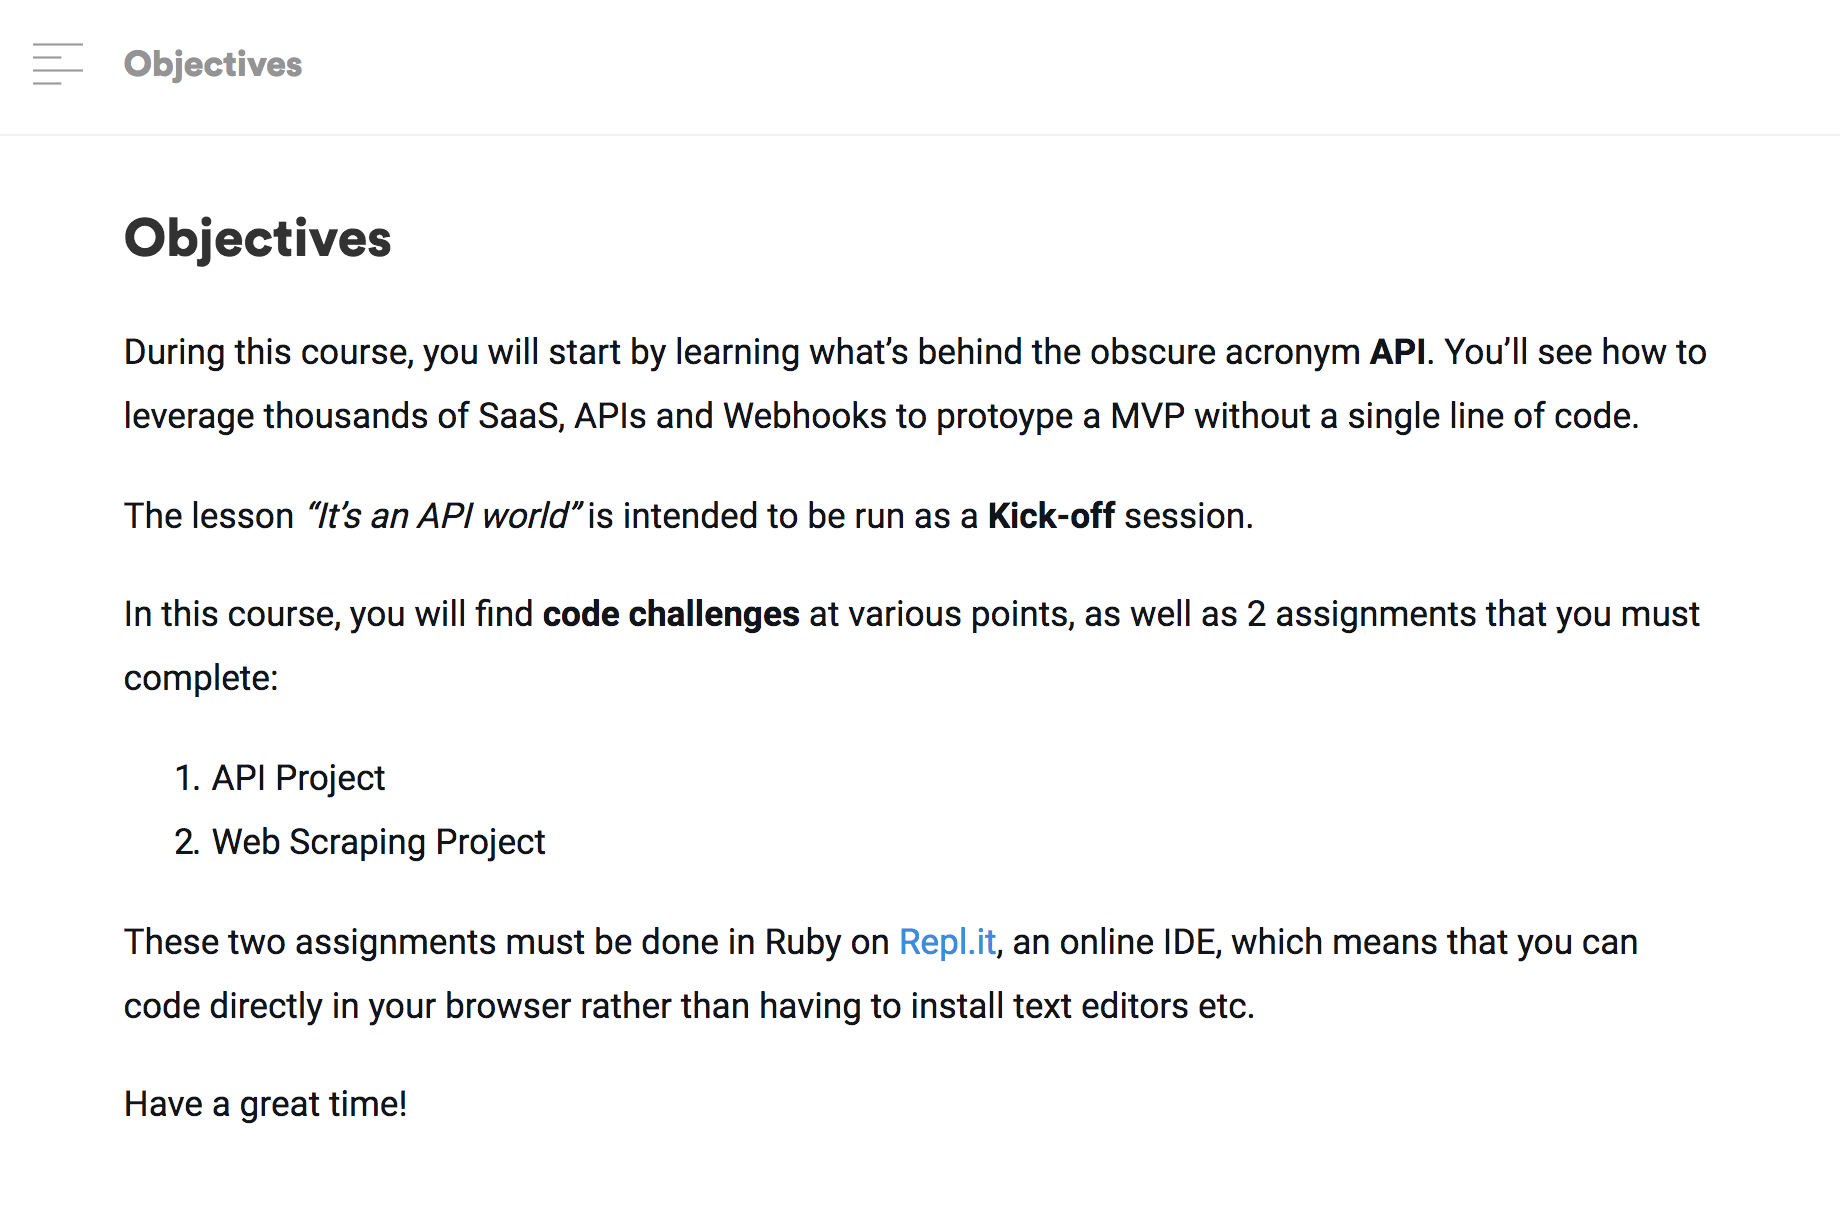 Objectives
Objectives
During this course, you will start by learning what’s behind the obscure acronym API. You’ll see how to
leverage thousands of SaaS, APIs and Webhooks to protoype a MVP without a single line of code.
The lesson “It’s an API world” is intended to be run as a Kick-off session.
In this course, you will find code challenges at various points, as well as 2 assignments that you must
complete:
1. API Project
2. Web Scraping Project
These two assignments must be done in Ruby on Repl.it, an online IDE, which means that you can
code directly in your browser rather than having to install text editors etc.
Have a great time!